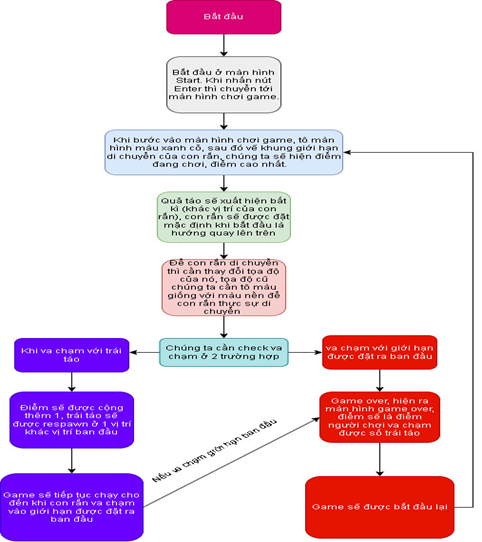 Bắt đầu
Bắt đầu ở màn hình
Start. Khi nhấn nút
Enter thì chuyển tới
màn hình chơi game.
Khi bước vào màn hình chơi game, tô màn
hình màu xanh cỏ, sau đó vẽ khung giới hạn
di chuyển của con rắn, chúng ta sẽ hiện điểm
đang chơi, điểm cao nhất.
Quả táo sẽ xuất hiện bất
kì (khác vị trí của con
rắn), con rắn sẽ được đặt
mặc định khi bắt đầu là
hướng quay lên trên
Để con rắn di chuyển
thì cần thay đổi tọa độ
của nó, tọa độ cũ
chúng ta cần tô màu
giống với màu nền để
con rắn thực sự di
chuyển
Chúng ta cần check va
chạm ở 2 trường hợp
Khi va chạm với trái
táo
va chạm với giới hạn
được đặt ra ban đầu
Điểm sẽ được cộng
thêm 1, trái táo sẽ
được respawn ở 1 vị trí
khác vị trí ban đầu
Game over, hiện ra
màn hình game over,
điểm sẽ là điểm
người chơi va chạm
được số trái táo
Nếu va chạm giới hạn ban đầu
Game sẽ tiếp tục chạy cho
đến khi con rắn va chạm
vào giới hạn được đặt ra
ban đầu
Game sẽ được bắt đầu lại